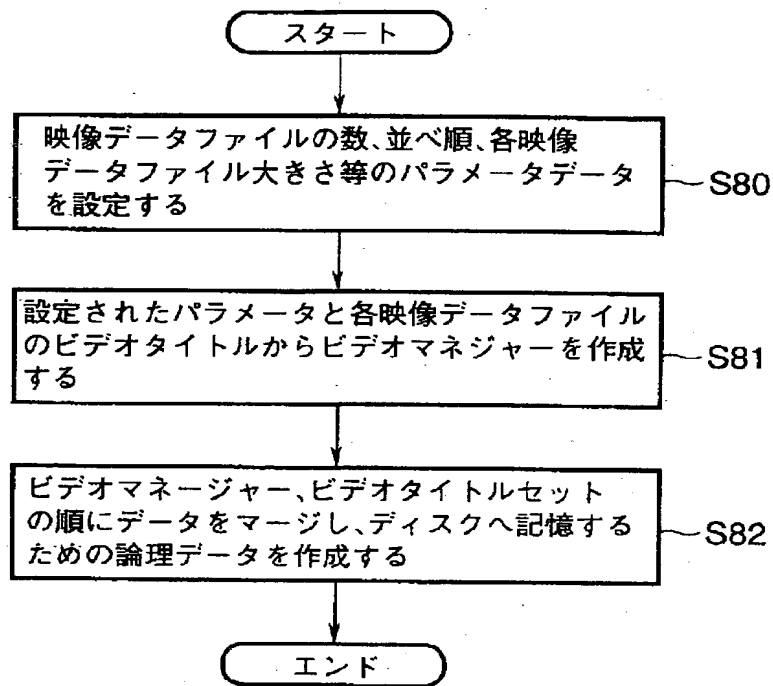 スタート
映像データファイルの数、並べ順、各映像
データファイル大きさ等のパラメータデータ
を設定する
S80
設定されたパラメータと各映像データファイル
のビデオタイトルからビデオマネジャーを作成
する
S81
ビデオマネージャー、ビデオタイトルセット
の順にデータをマージし、ディスクへ記憶する
ための論理データを作成する
S82
エンド